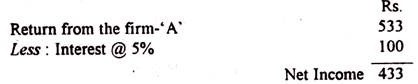 Rs.
Return from the firm-‘A’ 533
Less : Interest @ 5% 100
Net Income 433